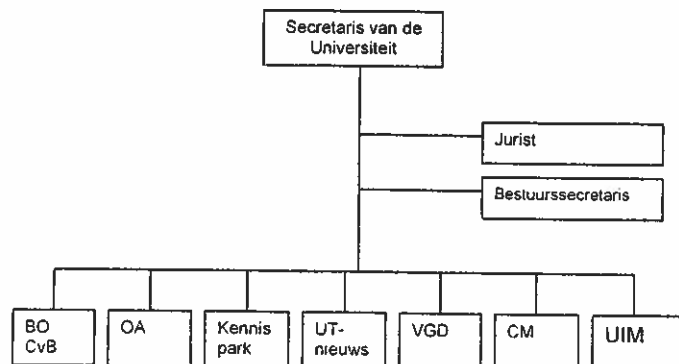 Secretaris van de
Universiteit
Jurist
Bestuurssecretaris
BO
CvB
OA
Kennis
park
UT-
nieuws
VGD
CM
UIM